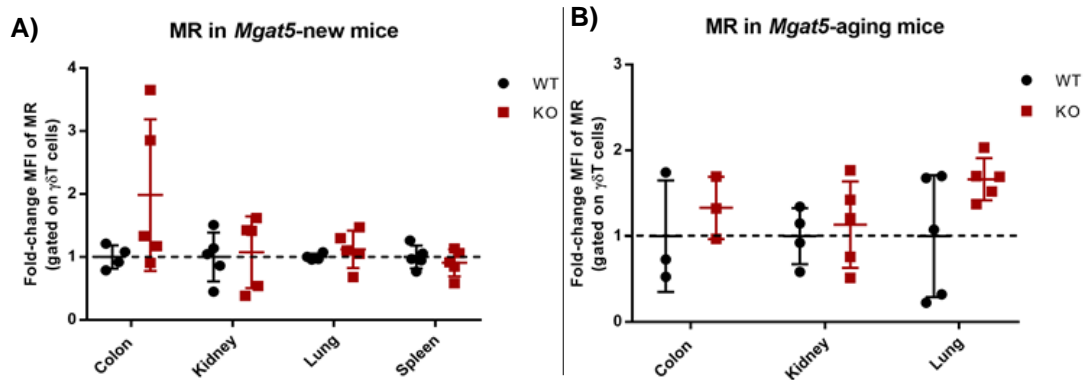 A)
MR in Mgat5-new mice
Fold-change MFI of MR
(gated on γδT cells)
4
3
2
1
0
Colon
Kidney
Lung
Spleen
WT
KO
B)
MR in Mgat5-aging mice
Fold-change MFI of MR
(gated on γδT cells)
3
2
1
0
Colon
Kidney
Lung
WT
KO